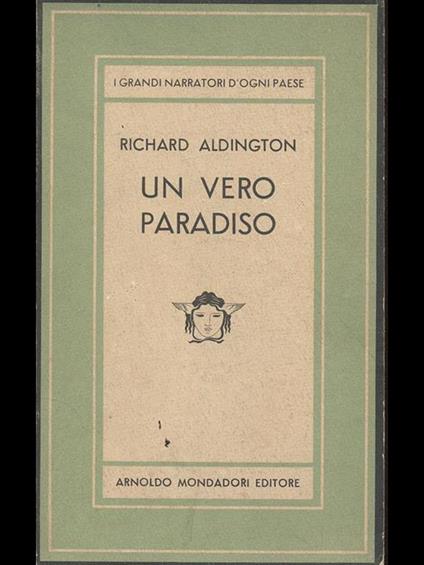 I GRANDI NARRATORI D'OGNI PAESE
RICHARD ALDINGTON
UN VERO
PARADISO
ARNOLDO MONDADORI EDITORE